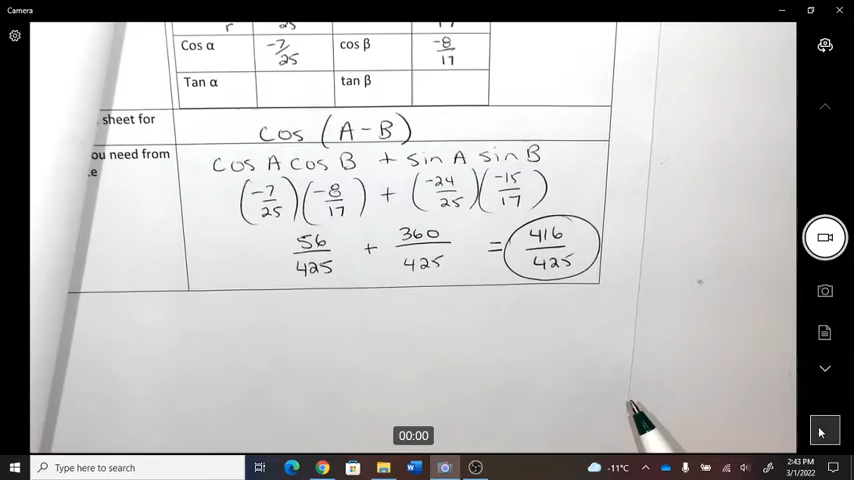 Camera
r 25 17
Cos α -7/25 cos β -8/17
Tan α tan β
sheet for cos (A - B)
ou need from
e
cos A cos B + sin A sin B
(-7/25)(-8/17) + (-24/25)(-15/17)
56/425 + 360/425 = 416/425
00:00
Type here to search
-11°C
2:43 PM
3/1/2022